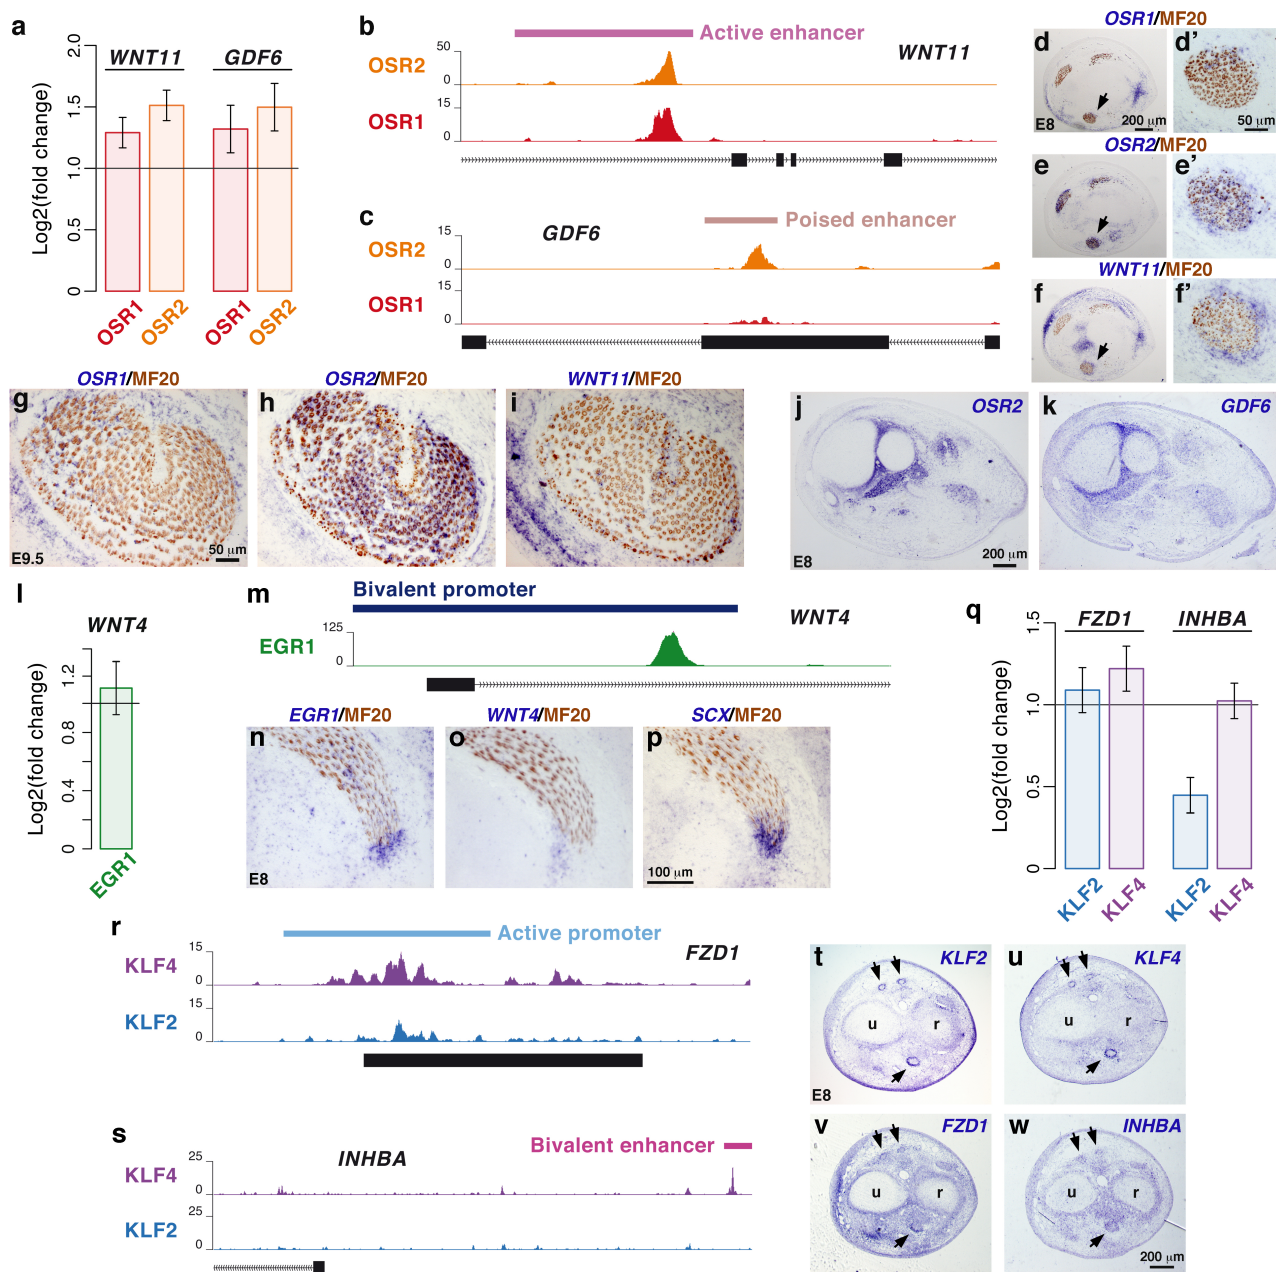 a
Log2(fold change)
2.0
1.5
1.0
0.5
0
WNT11 GDF6
OSR1 OSR2 OSR1 OSR2
b
Active enhancer
WNT11
OSR2
50
0
OSR1
15
0
c
Poised enhancer
GDF6
OSR2
15
0
OSR1
15
0
OSR1/MF20
d
E8
200 µm
d'
50 µm
OSR2/MF20
e
e'
WNT11/MF20
f
f'
OSR1/MF20
g
E9.5
50 µm
OSR2/MF20
h
WNT11/MF20
i
j
OSR2
E8
200 µm
k
GDF6
l
WNT4
Log2(fold change)
1.2
0.8
0.4
0
EGR1
m
Bivalent promoter
WNT4
EGR1
125
0
EGR1/MF20
n
E8
WNT4/MF20
o
SCX/MF20
p
100 µm
q
FZD1 INHBA
Log2(fold change)
1.5
1.0
0.5
0
KLF2 KLF4 KLF2 KLF4
r
Active promoter
FZD1
KLF4
15
0
KLF2
15
0
s
Bivalent enhancer
INHBA
KLF4
25
0
KLF2
25
0
t
KLF2
u
r
E8
u
KLF4
u
r
v
FZD1
u
r
w
INHBA
u
r
200 µm